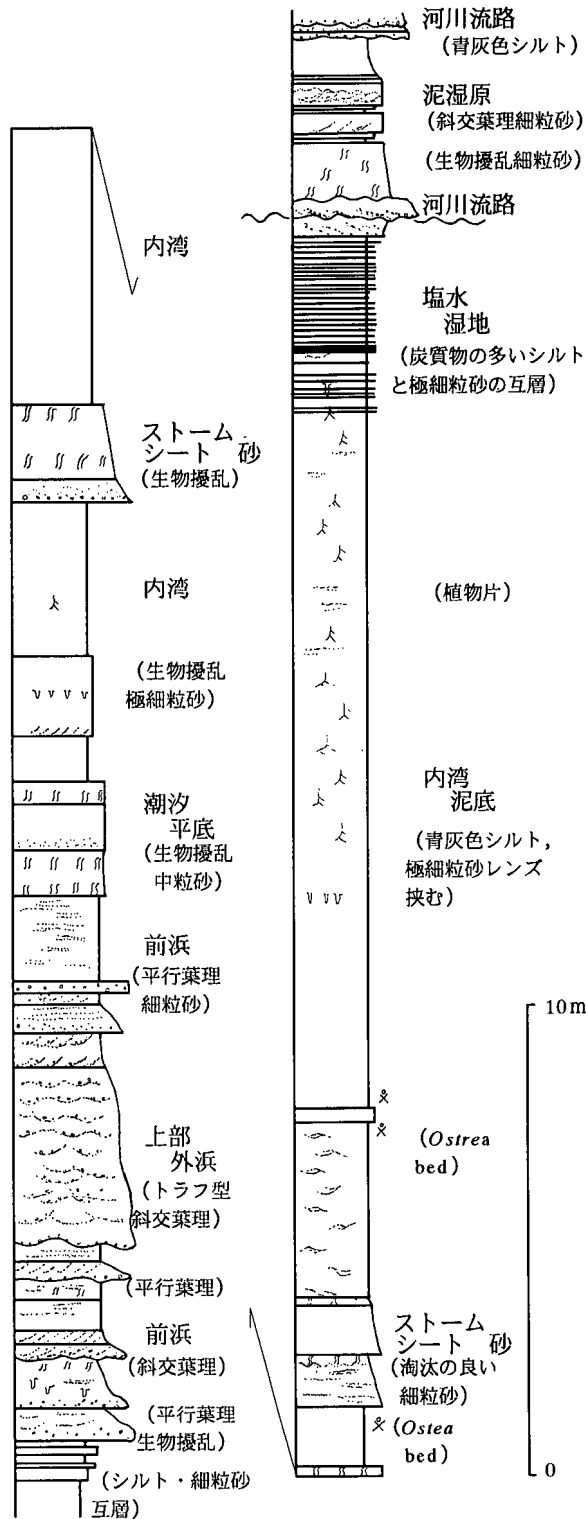 内湾
ストーム
シート 砂
(生物擾乱)
内湾
(生物擾乱
極細粒砂)
潮汐
平底
(生物擾乱
中粒砂)
前浜
(平行葉理
細粒砂)
上部
外浜
(トラフ型
斜交葉理)
(平行葉理)
前浜
(斜交葉理)
(平行葉理
生物擾乱)
(シルト・細粒砂
互層)
河川流路
(青灰色シルト)
泥湿原
(斜交葉理細粒砂)
(生物擾乱細粒砂)
河川流路
塩水
湿地
(炭質物の多いシルト
と極細粒砂の互層)
(植物片)
内湾
泥底
(青灰色シルト,
極細粒砂レンズ
挟む)
10m
(Ostrea
bed)
ストーム
シート 砂
(淘汰の良い
細粒砂)
(Ostea
bed)
0